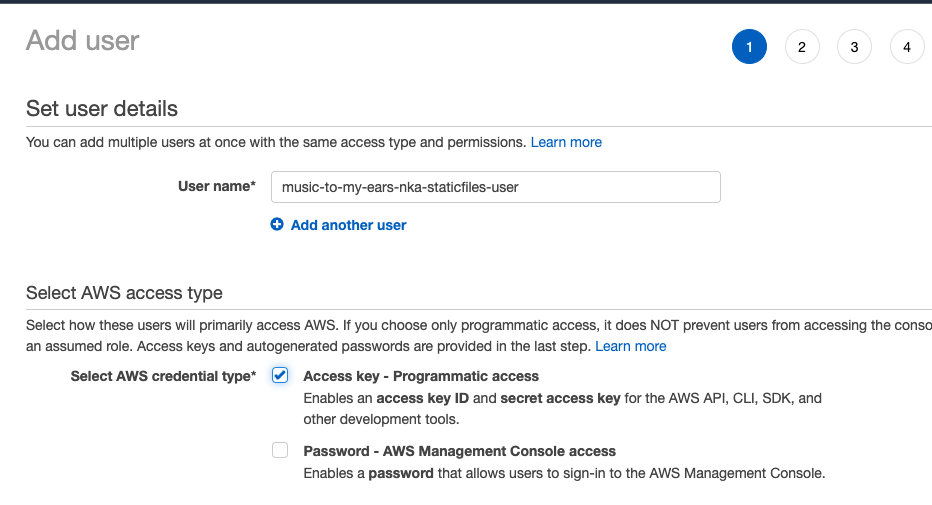 Add user
1 2 3 4
Set user details
You can add multiple users at once with the same access type and permissions. Learn more
User name* music-to-my-ears-nka-staticfiles-user
Add another user
Select AWS access type
Select how these users will primarily access AWS. If you choose only programmatic access, it does NOT prevent users from accessing the conso
an assumed role. Access keys and autogenerated passwords are provided in the last step. Learn more
Select AWS credential type* Access key - Programmatic access
Enables an access key ID and secret access key for the AWS API, CLI, SDK, and
other development tools.
Password - AWS Management Console access
Enables a password that allows users to sign-in to the AWS Management Console.